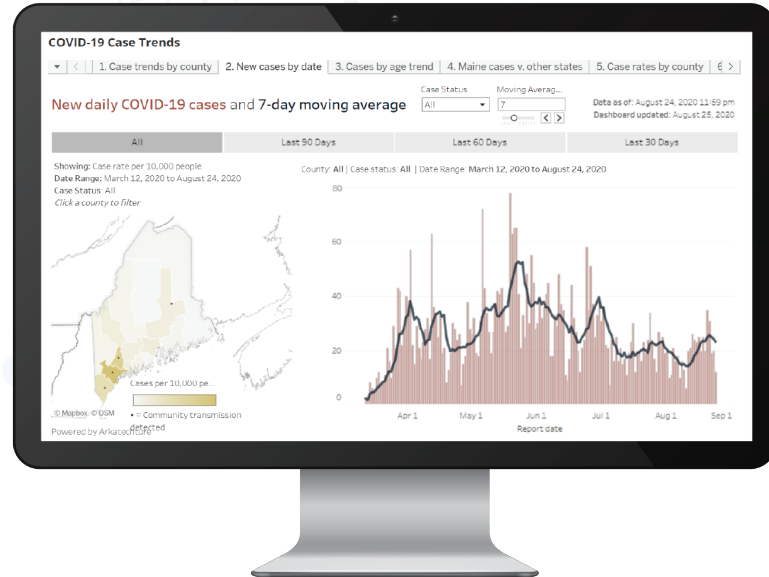 COVID-19 Case Trends
1. Case trends by county
2. New cases by date
3. Cases by age trend
4. Maine cases v. other states
5. Case rates by county
6
New daily COVID-19 cases and 7-day moving average
Case Status
All
Moving Averag...
7
Data as of: August 24, 2020 11:59 pm
Dashboard updated: August 25, 2020
All
Last 90 Days
Last 60 Days
Last 30 Days
Showing: Case rate per 10,000 people
Date Range: March 12, 2020 to August 24, 2020
Case Status: All
Click a county to filter
County: All | Case status: All | Date Range: March 12, 2020 to August 24, 2020
80
60
40
20
0
Apr 1
May 1
Jun 1
Jul 1
Aug 1
Sep 1
Report date
Cases per 10,000 pe...
• = Community transmission
detected
© Mapbox © OSM
Powered by Arkatechture